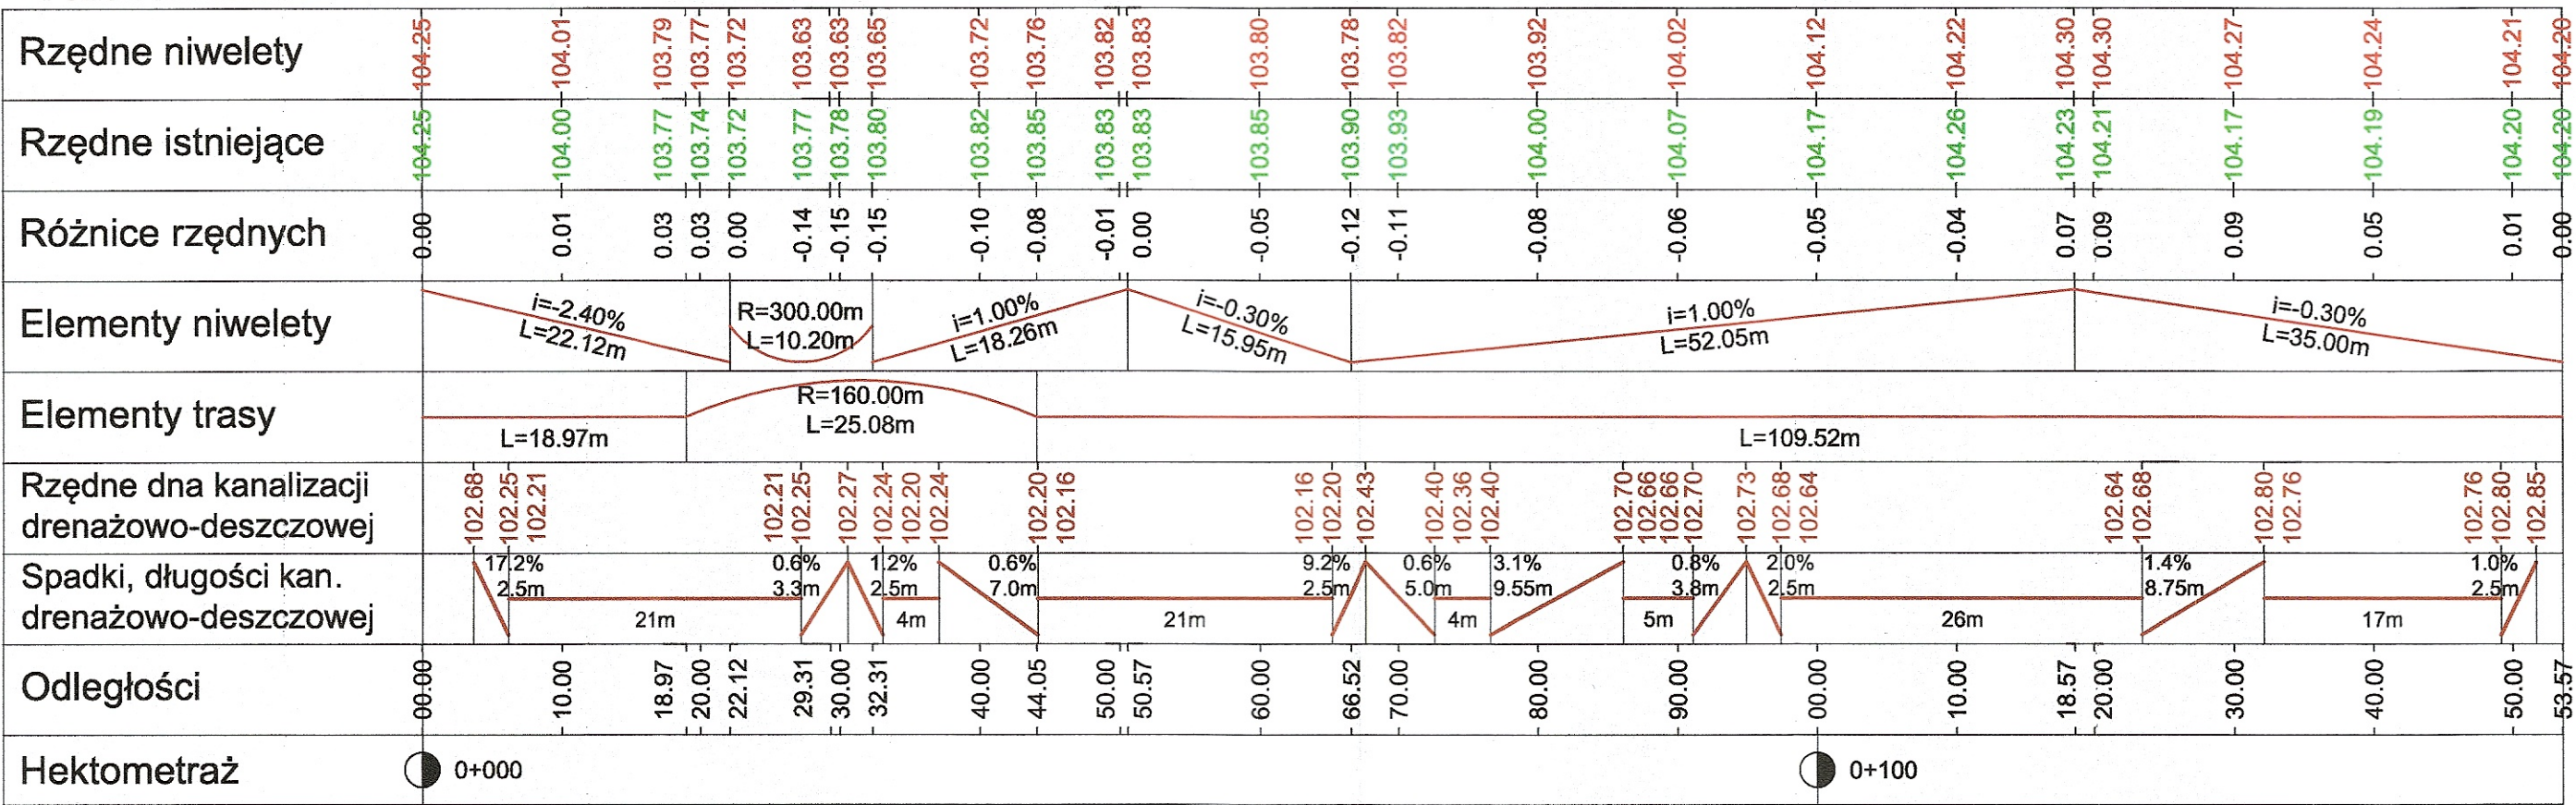 Rzędne niwelety 104.25 104.01 103.79 103.77 103.72 103.63 103.63 103.65 103.72 103.76 103.82 103.83 103.80 103.78 103.82 103.92 104.02 104.12 104.22 104.30 104.30 104.27 104.24 104.21 104.20
Rzędne istniejące 104.25 104.00 103.77 103.74 103.72 103.77 103.78 103.80 103.82 103.85 103.83 103.83 103.85 103.90 103.93 104.00 104.07 104.17 104.26 104.23 104.21 104.17 104.19 104.20 104.20
Różnice rzędnych 0.00 0.01 0.03 0.03 0.00 -0.14 -0.15 -0.15 -0.10 -0.08 -0.01 0.00 -0.05 -0.12 -0.11 -0.08 -0.06 -0.05 -0.04 0.07 0.09 0.09 0.05 0.01 0.00
Elementy niwelety
i=-2.40%
L=22.12m
R=300.00m
L=10.20m
i=1.00%
L=18.26m
i=-0.30%
L=15.95m
i=1.00%
L=52.05m
i=-0.30%
L=35.00m
Elementy trasy
L=18.97m
R=160.00m
L=25.08m
L=109.52m
Rzędne dna kanalizacji
drenażowo-deszczowej
102.68 102.25 102.21 102.21 102.25 102.27 102.24 102.20 102.24 102.20 102.16 102.16 102.20 102.43 102.40 102.36 102.40 102.70 102.66 102.66 102.70 102.73 102.68 102.64 102.64 102.68 102.80 102.76 102.76 102.80 102.85
Spadki, długości kan.
drenażowo-deszczowej
17.2%
2.5m
21m
0.6%
3.3m
1.2%
2.5m
4m
0.6%
7.0m
21m
9.2%
2.5m
0.6%
5.0m
4m
3.1%
9.55m
5m
0.8%
3.8m
2.0%
2.5m
26m
1.4%
8.75m
17m
1.0%
2.5m
Odległości 00.00 10.00 18.97 20.00 22.12 29.31 30.00 32.31 40.00 44.05 50.00 50.57 60.00 66.52 70.00 80.00 90.00 00.00 10.00 18.57 20.00 30.00 40.00 50.00 53.57
Hektometraż 0+000 0+100